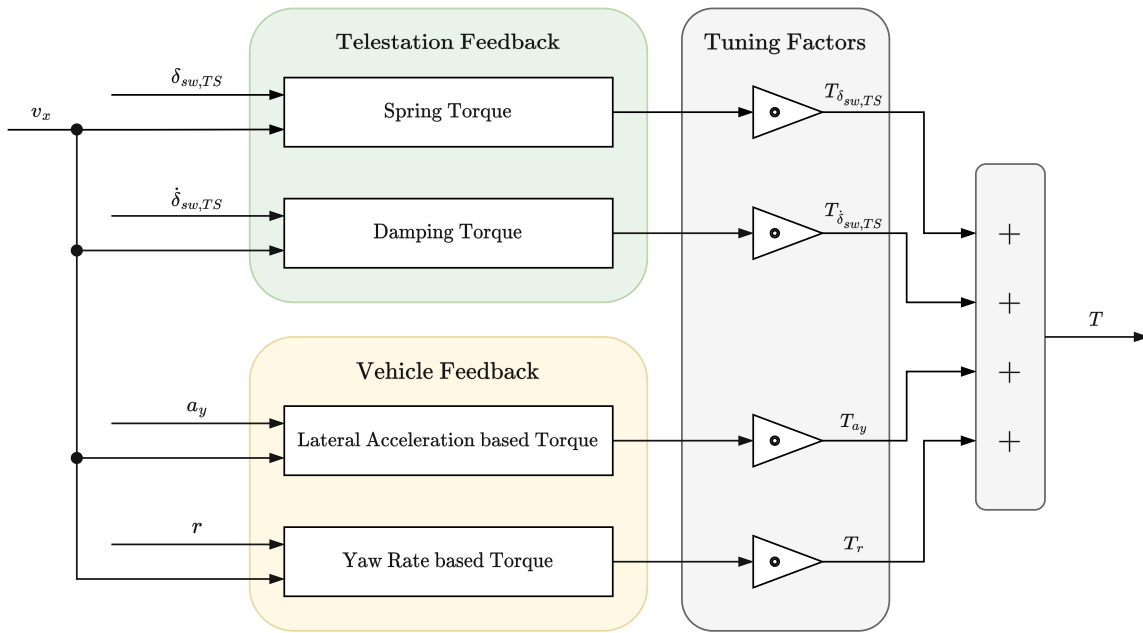 Telestation Feedback
Tuning Factors
δ_{sw,TS}
v_x
Spring Torque
T_{δ_{sw,TS}}
δ̇_{sw,TS}
Damping Torque
T_{δ̇_{sw,TS}}
+
+
T
Vehicle Feedback
a_y
Lateral Acceleration based Torque
T_{a_y}
+
+
r
Yaw Rate based Torque
T_r